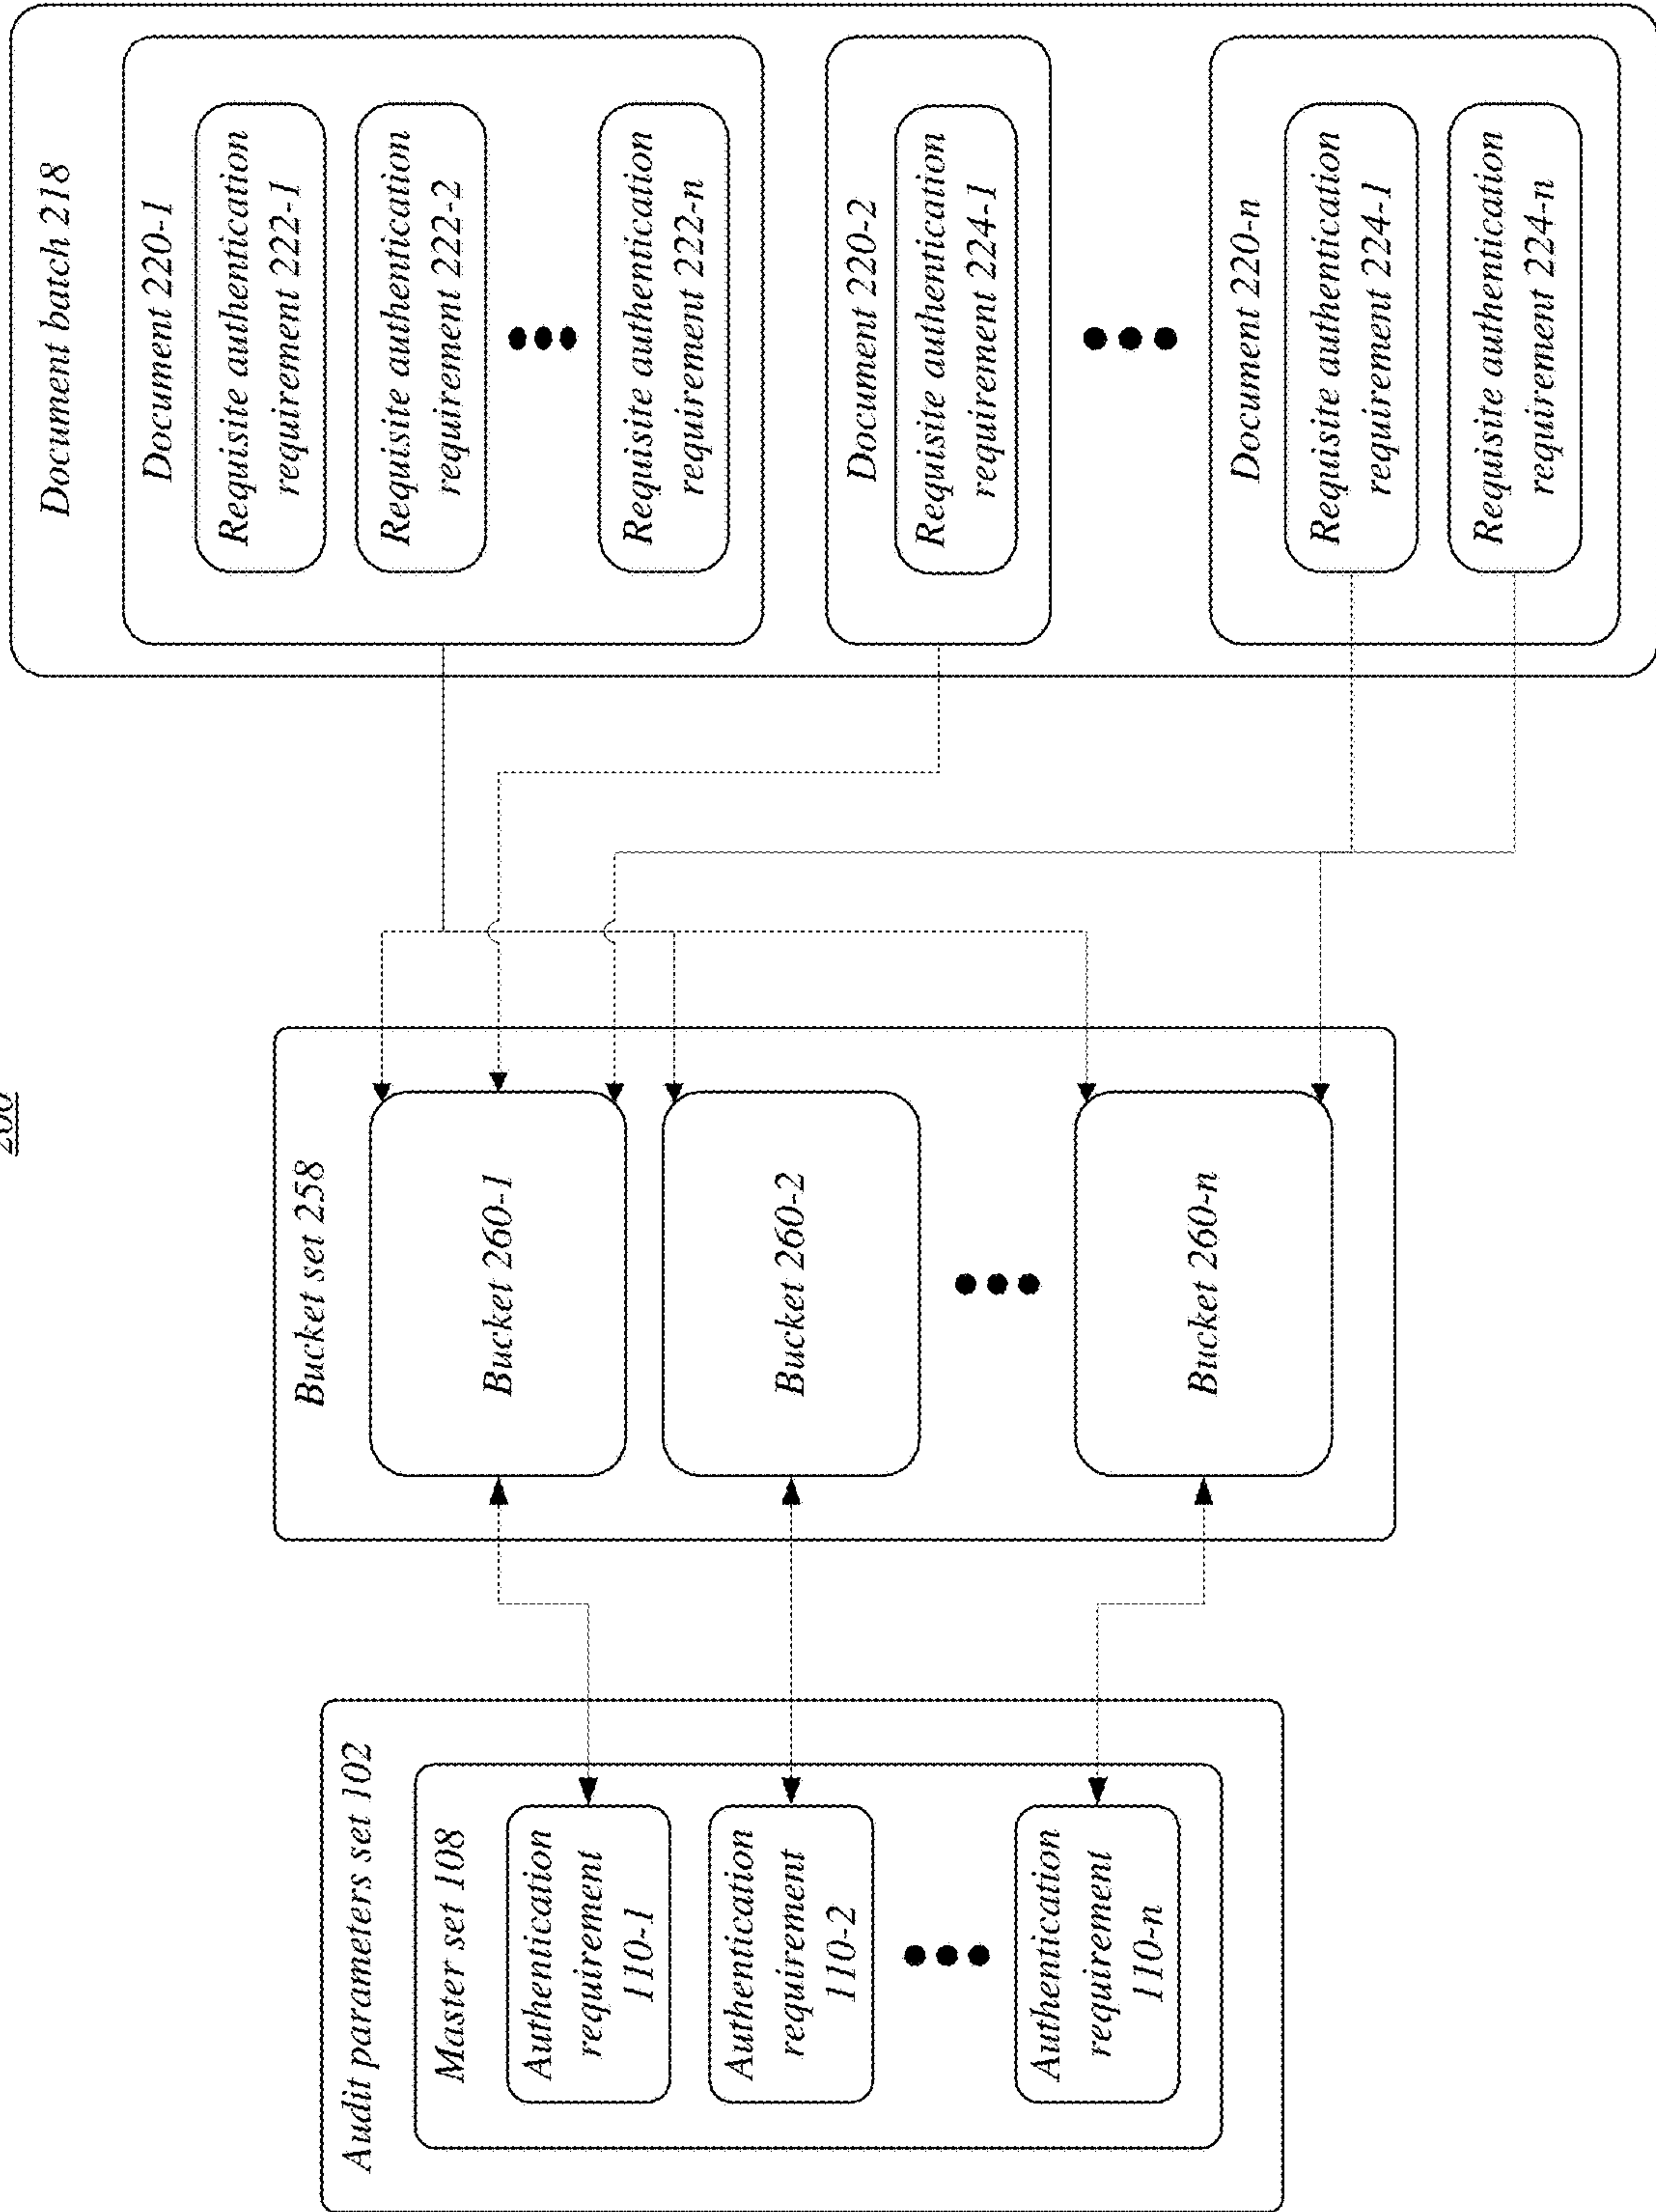 200
Audit parameters set 102
Master set 108
Authentication
requirement
110-1
Authentication
requirement
110-2
Authentication
requirement
110-n
Bucket set 258
Bucket 260-1
Bucket 260-2
Bucket 260-n
Document batch 218
Document 220-1
Requisite authentication
requirement 222-1
Requisite authentication
requirement 222-2
Requisite authentication
requirement 222-n
Document 220-2
Requisite authentication
requirement 224-1
Document 220-n
Requisite authentication
requirement 224-1
Requisite authentication
requirement 224-n